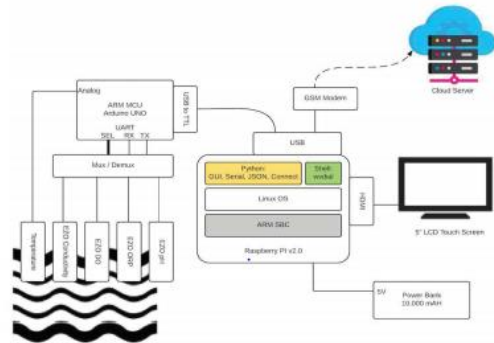 Analog
ARM MCU
Arduino UNO
UART
SEL RX TX
USB to TTL
Mux / Demux
Temperature
EZO Conductivity
EZO DO
EZO ORP
EZO pH
GSM Modem
Cloud Server
USB
Python:
GUI, Serial, JSON, Connect
Shell:
Linux OS
ARM SBC
Raspberry PI v2.0
HDMI
5" LCD Touch Screen
5V
Power Bank
10.000 mAH